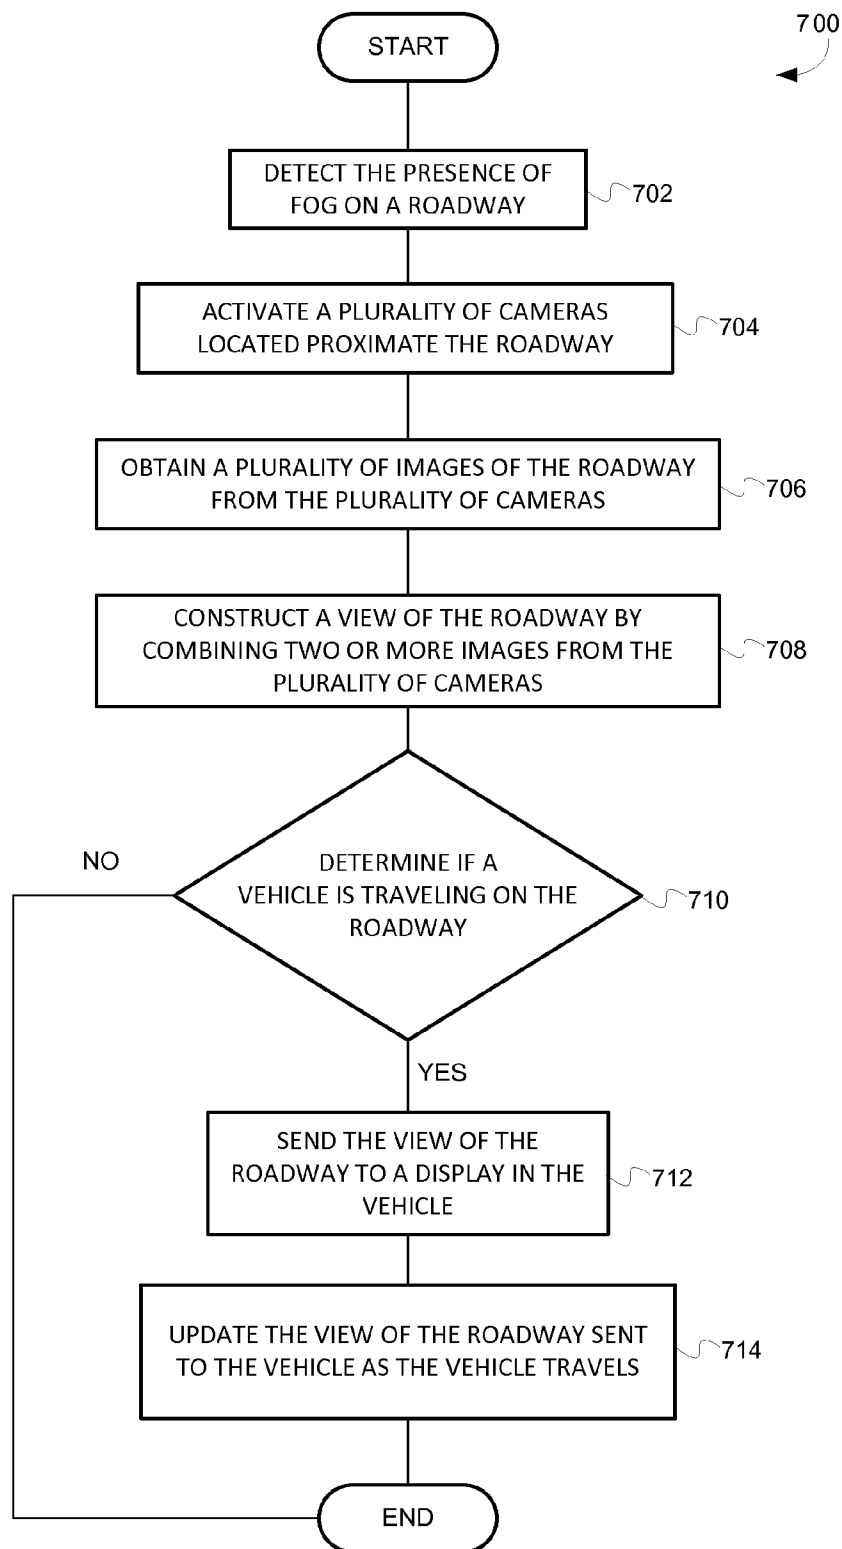 START
700
DETECT THE PRESENCE OF
FOG ON A ROADWAY
702
ACTIVATE A PLURALITY OF CAMERAS
LOCATED PROXIMATE THE ROADWAY
704
OBTAIN A PLURALITY OF IMAGES OF THE ROADWAY
FROM THE PLURALITY OF CAMERAS
706
CONSTRUCT A VIEW OF THE ROADWAY BY
COMBINING TWO OR MORE IMAGES FROM THE
PLURALITY OF CAMERAS
708
NO
DETERMINE IF A
VEHICLE IS TRAVELING ON THE
ROADWAY
710
YES
SEND THE VIEW OF THE
ROADWAY TO A DISPLAY IN THE
VEHICLE
712
UPDATE THE VIEW OF THE ROADWAY SENT
TO THE VEHICLE AS THE VEHICLE TRAVELS
714
END